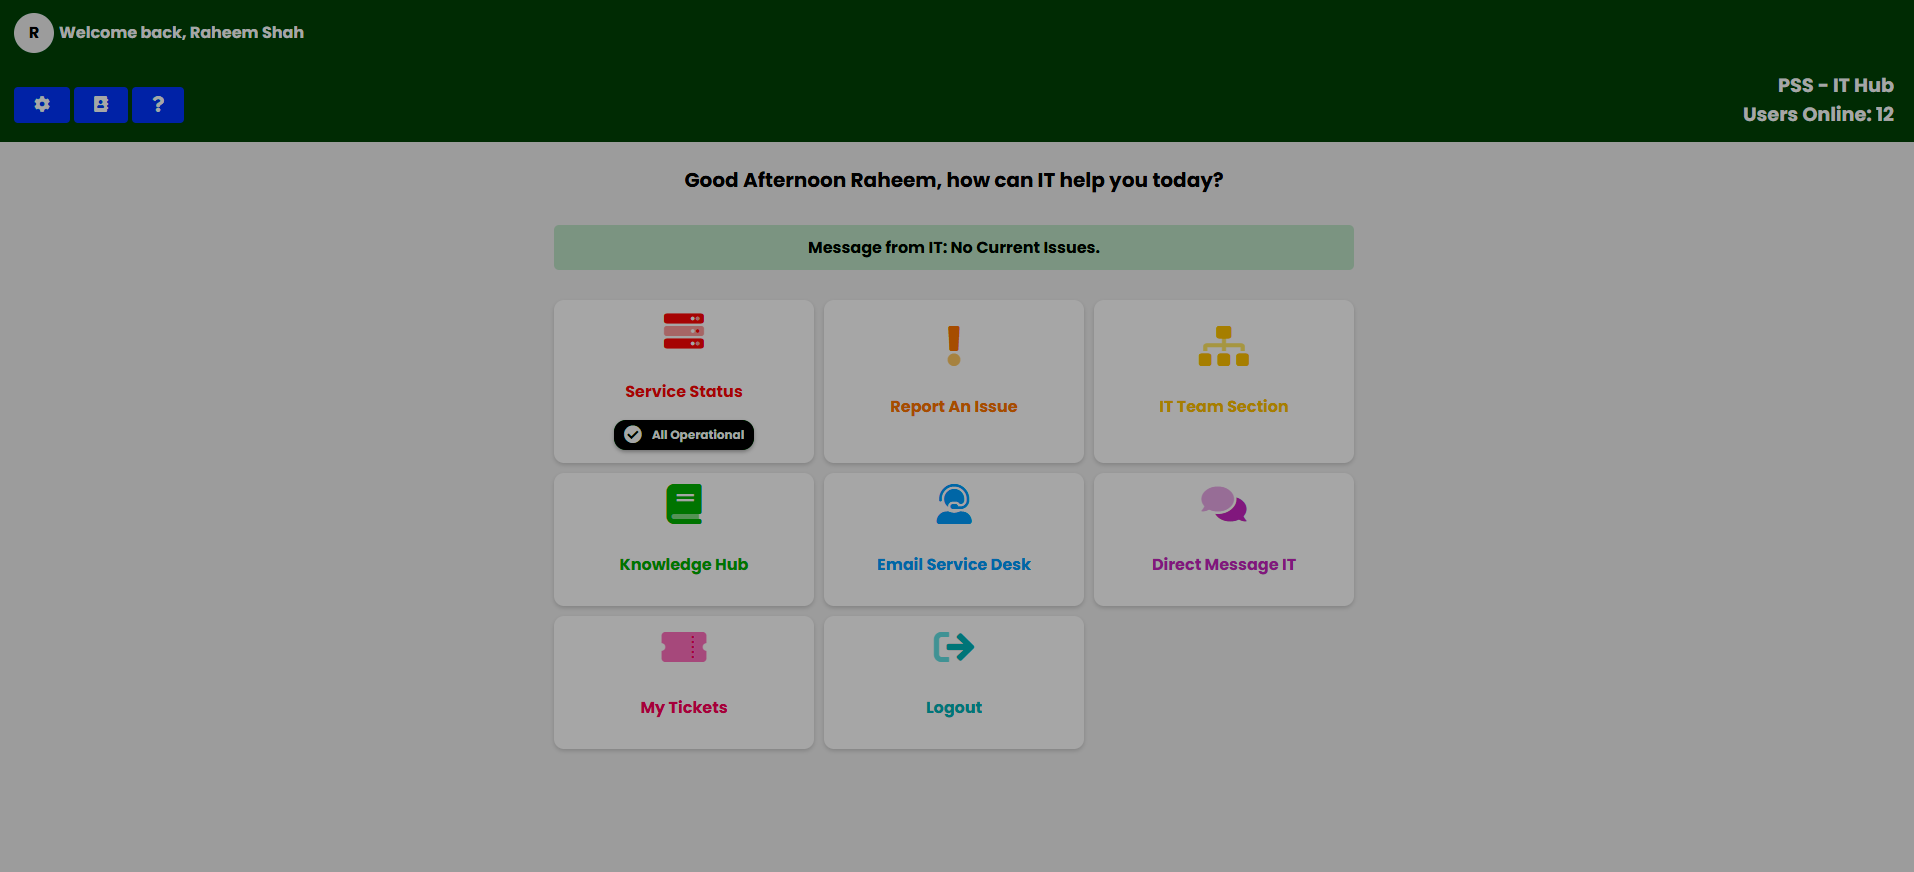 R
Welcome back, Raheem Shah
?
PSS - IT Hub
Users Online: 12
Good Afternoon Raheem, how can IT help you today?
Message from IT: No Current Issues.
Service Status
All Operational
Report An Issue
IT Team Section
Knowledge Hub
Email Service Desk
Direct Message IT
My Tickets
Logout